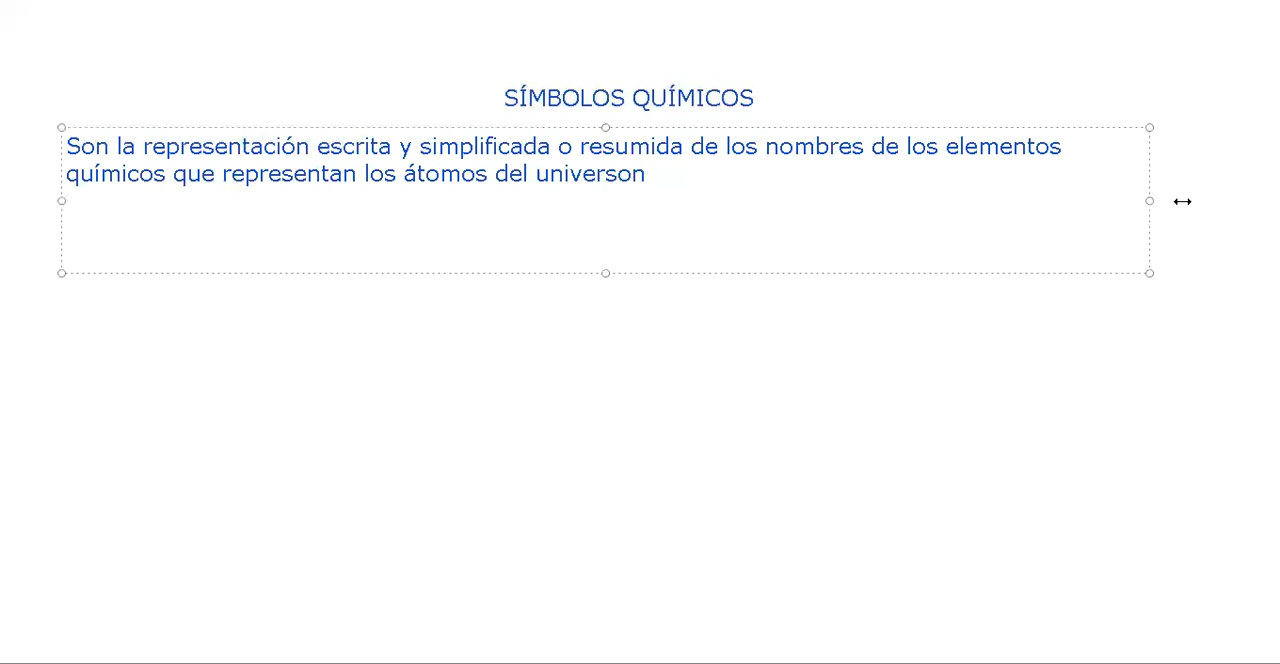 SÍMBOLOS QUÍMICOS
Son la representación escrita y simplificada o resumida de los nombres de los elementos
químicos que representan los átomos del universon